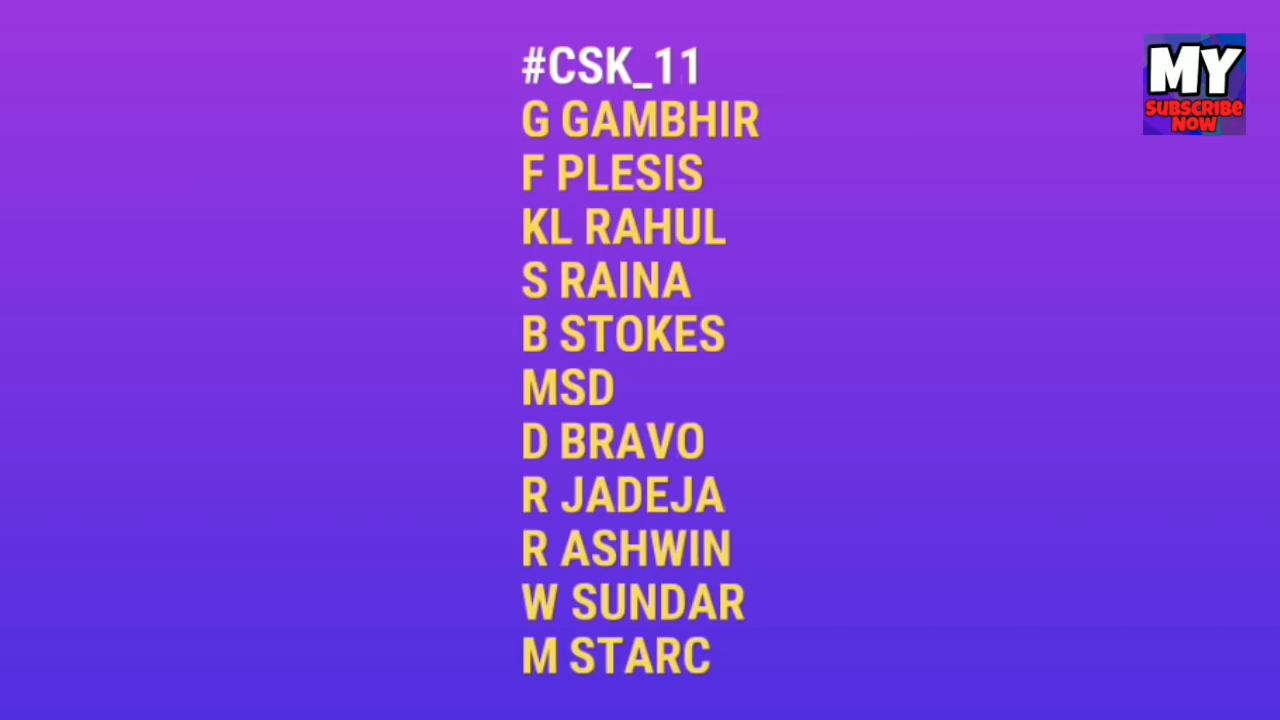 #CSK_11
G GAMBHIR
F PLESIS
KL RAHUL
S RAINA
B STOKES
MSD
D BRAVO
R JADEJA
R ASHWIN
W SUNDAR
M STARC
MY
SUBSCRIBE
NOW